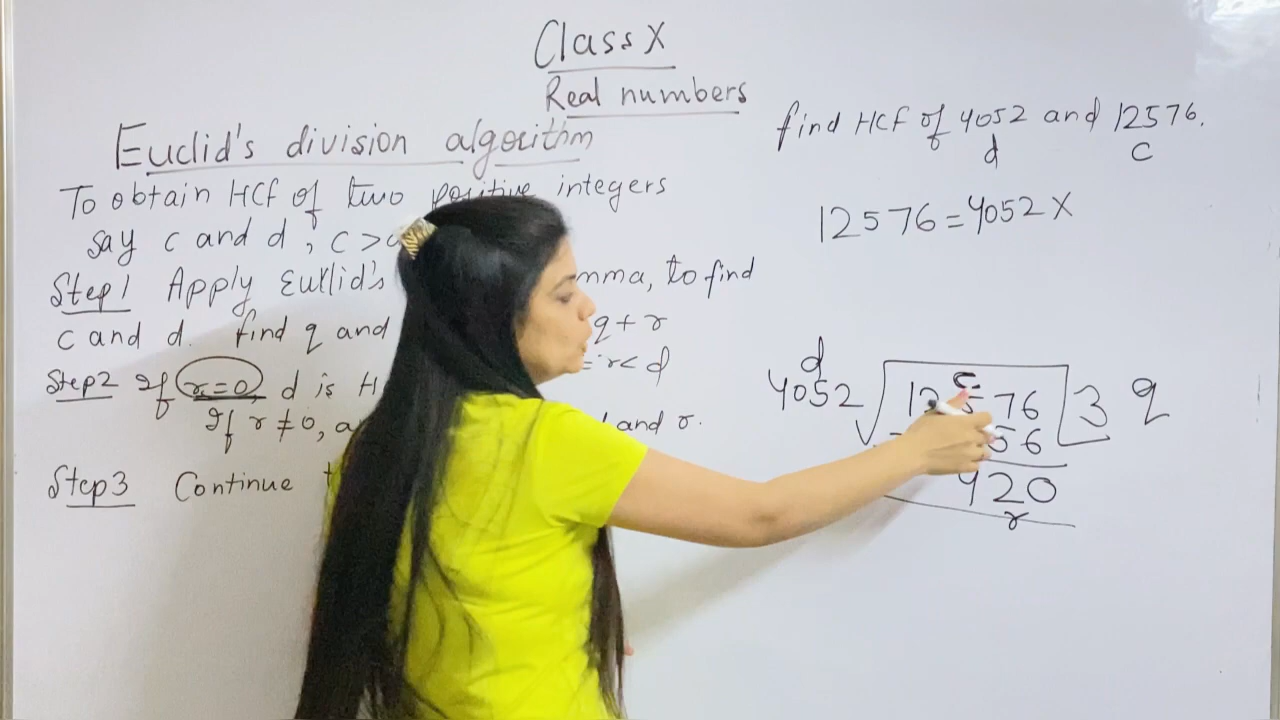 Class X
Real numbers
Euclid's division algorithm
To obtain HCF of two positive integers
say c and d , c >
Step1 Apply Euclid's mma, to find
c and d. find q and q + r
r < d
Step2 If r=0, d is H
If r ≠ 0, and r.
Step3 Continue
find HCF of 4052 and 12576.
d c
12576 = 4052 X
d c
4052 12576 3 q
56
420
r